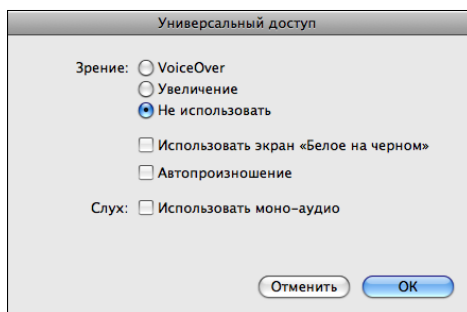 Универсальный доступ
Зрение: VoiceOver
Увеличение
Не использовать
Использовать экран «Белое на черном»
Автопроизношение
Слух: Использовать моно-аудио
Отменить OK